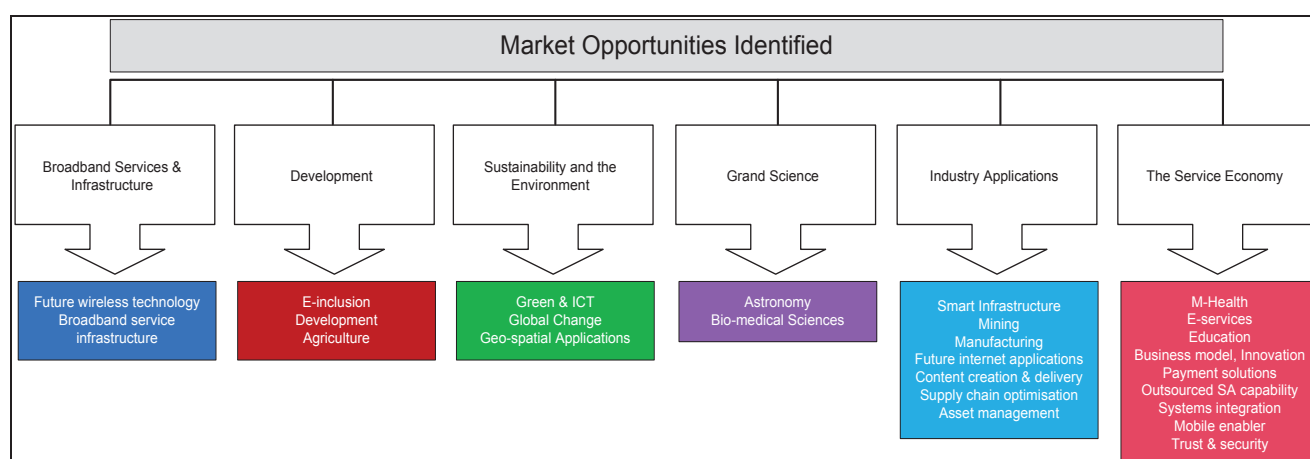 Market Opportunities Identified
Broadband Services &
Infrastructure
Development
Sustainability and the
Environment
Grand Science
Industry Applications
The Service Economy
Future wireless technology
Broadband service
infrastructure
E-inclusion
Development
Agriculture
Green & ICT
Global Change
Geo-spatial Applications
Astronomy
Bio-medical Sciences
Smart Infrastructure
Mining
Manufacturing
Future internet applications
Content creation & delivery
Supply chain optimisation
Asset management
M-Health
E-services
Education
Business model, Innovation
Payment solutions
Outsourced SA capability
Systems integration
Mobile enabler
Trust & security